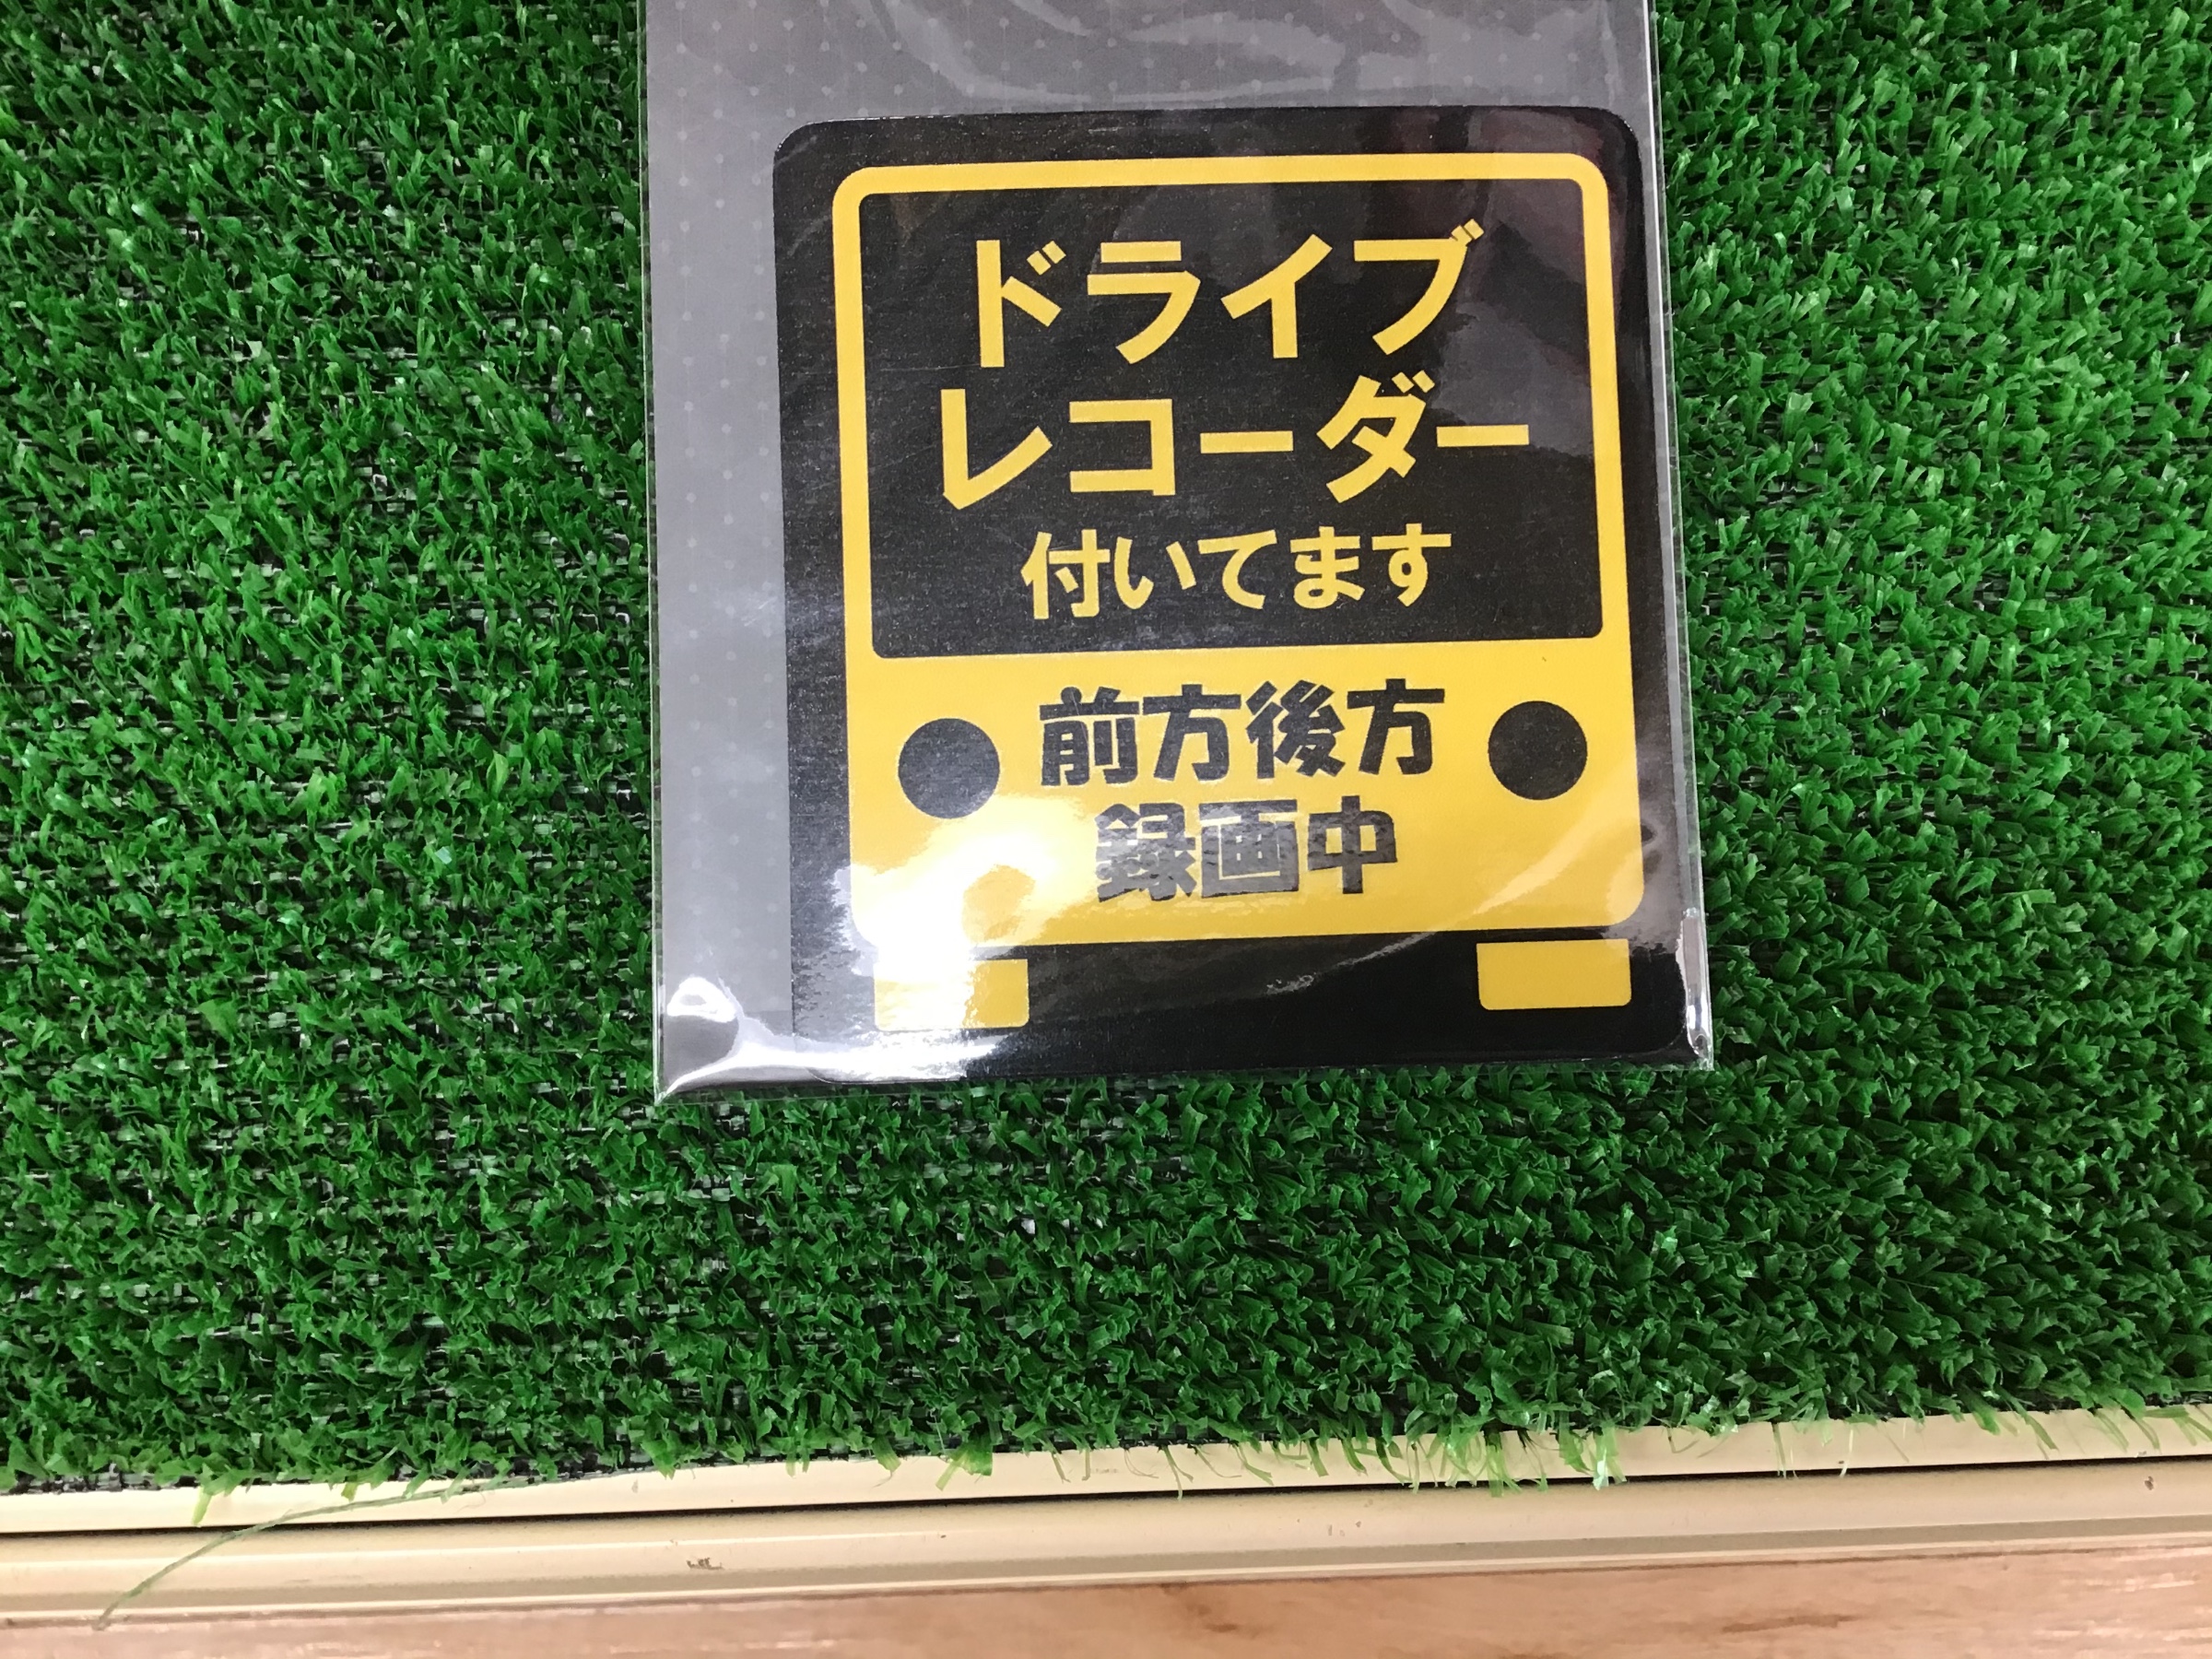 ドライブ
レコーダー
付いてます
前方後方
録画中